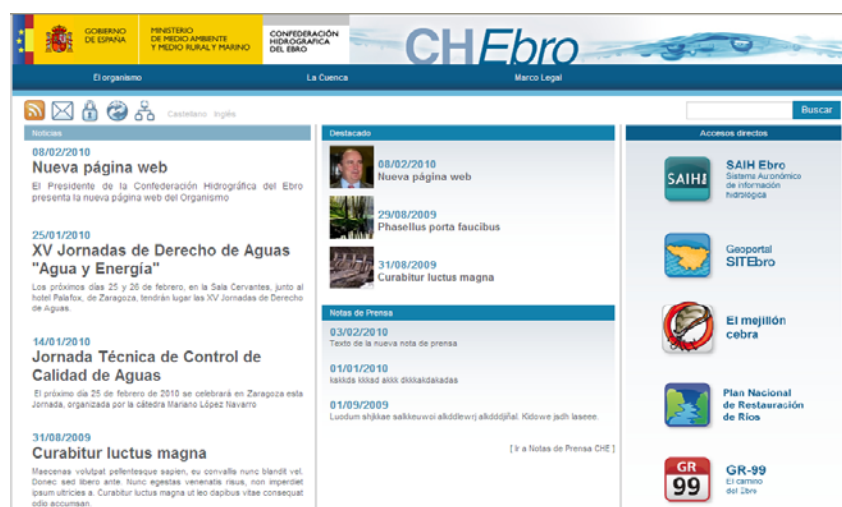 GOBIERNO
DE ESPAÑA
MINISTERIO
DE MEDIO AMBIENTE
Y MEDIO RURAL Y MARINO
CONFEDERACIÓN
HIDROGRÁFICA
DEL EBRO
CHEbro
El organismo
La Cuenca
Marco Legal
Castellano Inglés
Buscar
Noticias
08/02/2010
Nueva página web
El Presidente de la Confederación Hidrográfica del Ebro
presenta la nueva página web del Organismo
25/01/2010
XV Jornadas de Derecho de Aguas
"Agua y Energía"
Los próximos días 25 y 26 de febrero, en la Sala Cervantes, junto al
hotel Palafox, de Zaragoza, tendrán lugar las XV Jornadas de Derecho
de Aguas.
14/01/2010
Jornada Técnica de Control de
Calidad de Aguas
El próximo día 25 de febrero de 2010 se celebrará en Zaragoza esta
Jornada, organizada por la cátedra Mariano López Navarro
31/08/2009
Curabitur luctus magna
Maecenas volutpat pellentesque sapien, eu convallis nunc blandit vel.
Donec sed libero ante. Nunc egestas venenatis risus, non imperdiet
ipsum ultricies a. Curabitur luctus magna ut leo dapibus vitae consequat
odio accumsan.
Destacado
08/02/2010
Nueva página web
29/08/2009
Phasellus porta faucibus
31/08/2009
Curabitur luctus magna
Notas de Prensa
03/02/2010
Texto de la nueva nota de prensa
01/01/2010
kakkds kkkad akkk dkkkakdakadas
01/09/2009
Luodum shjkkae salkkeuwoi alkddlewrj alkdddjñal. Kidowe jsdh laseee.
[ Ir a Notas de Prensa CHE ]
Accesos directos
SAIH
SAIH Ebro
Sistema Automático
de información
hidrológica
Geoportal
SITEbro
El mejillón
cebra
Plan Nacional
de Restauración
de Ríos
GR
99
GR-99
El camino
del Ebro